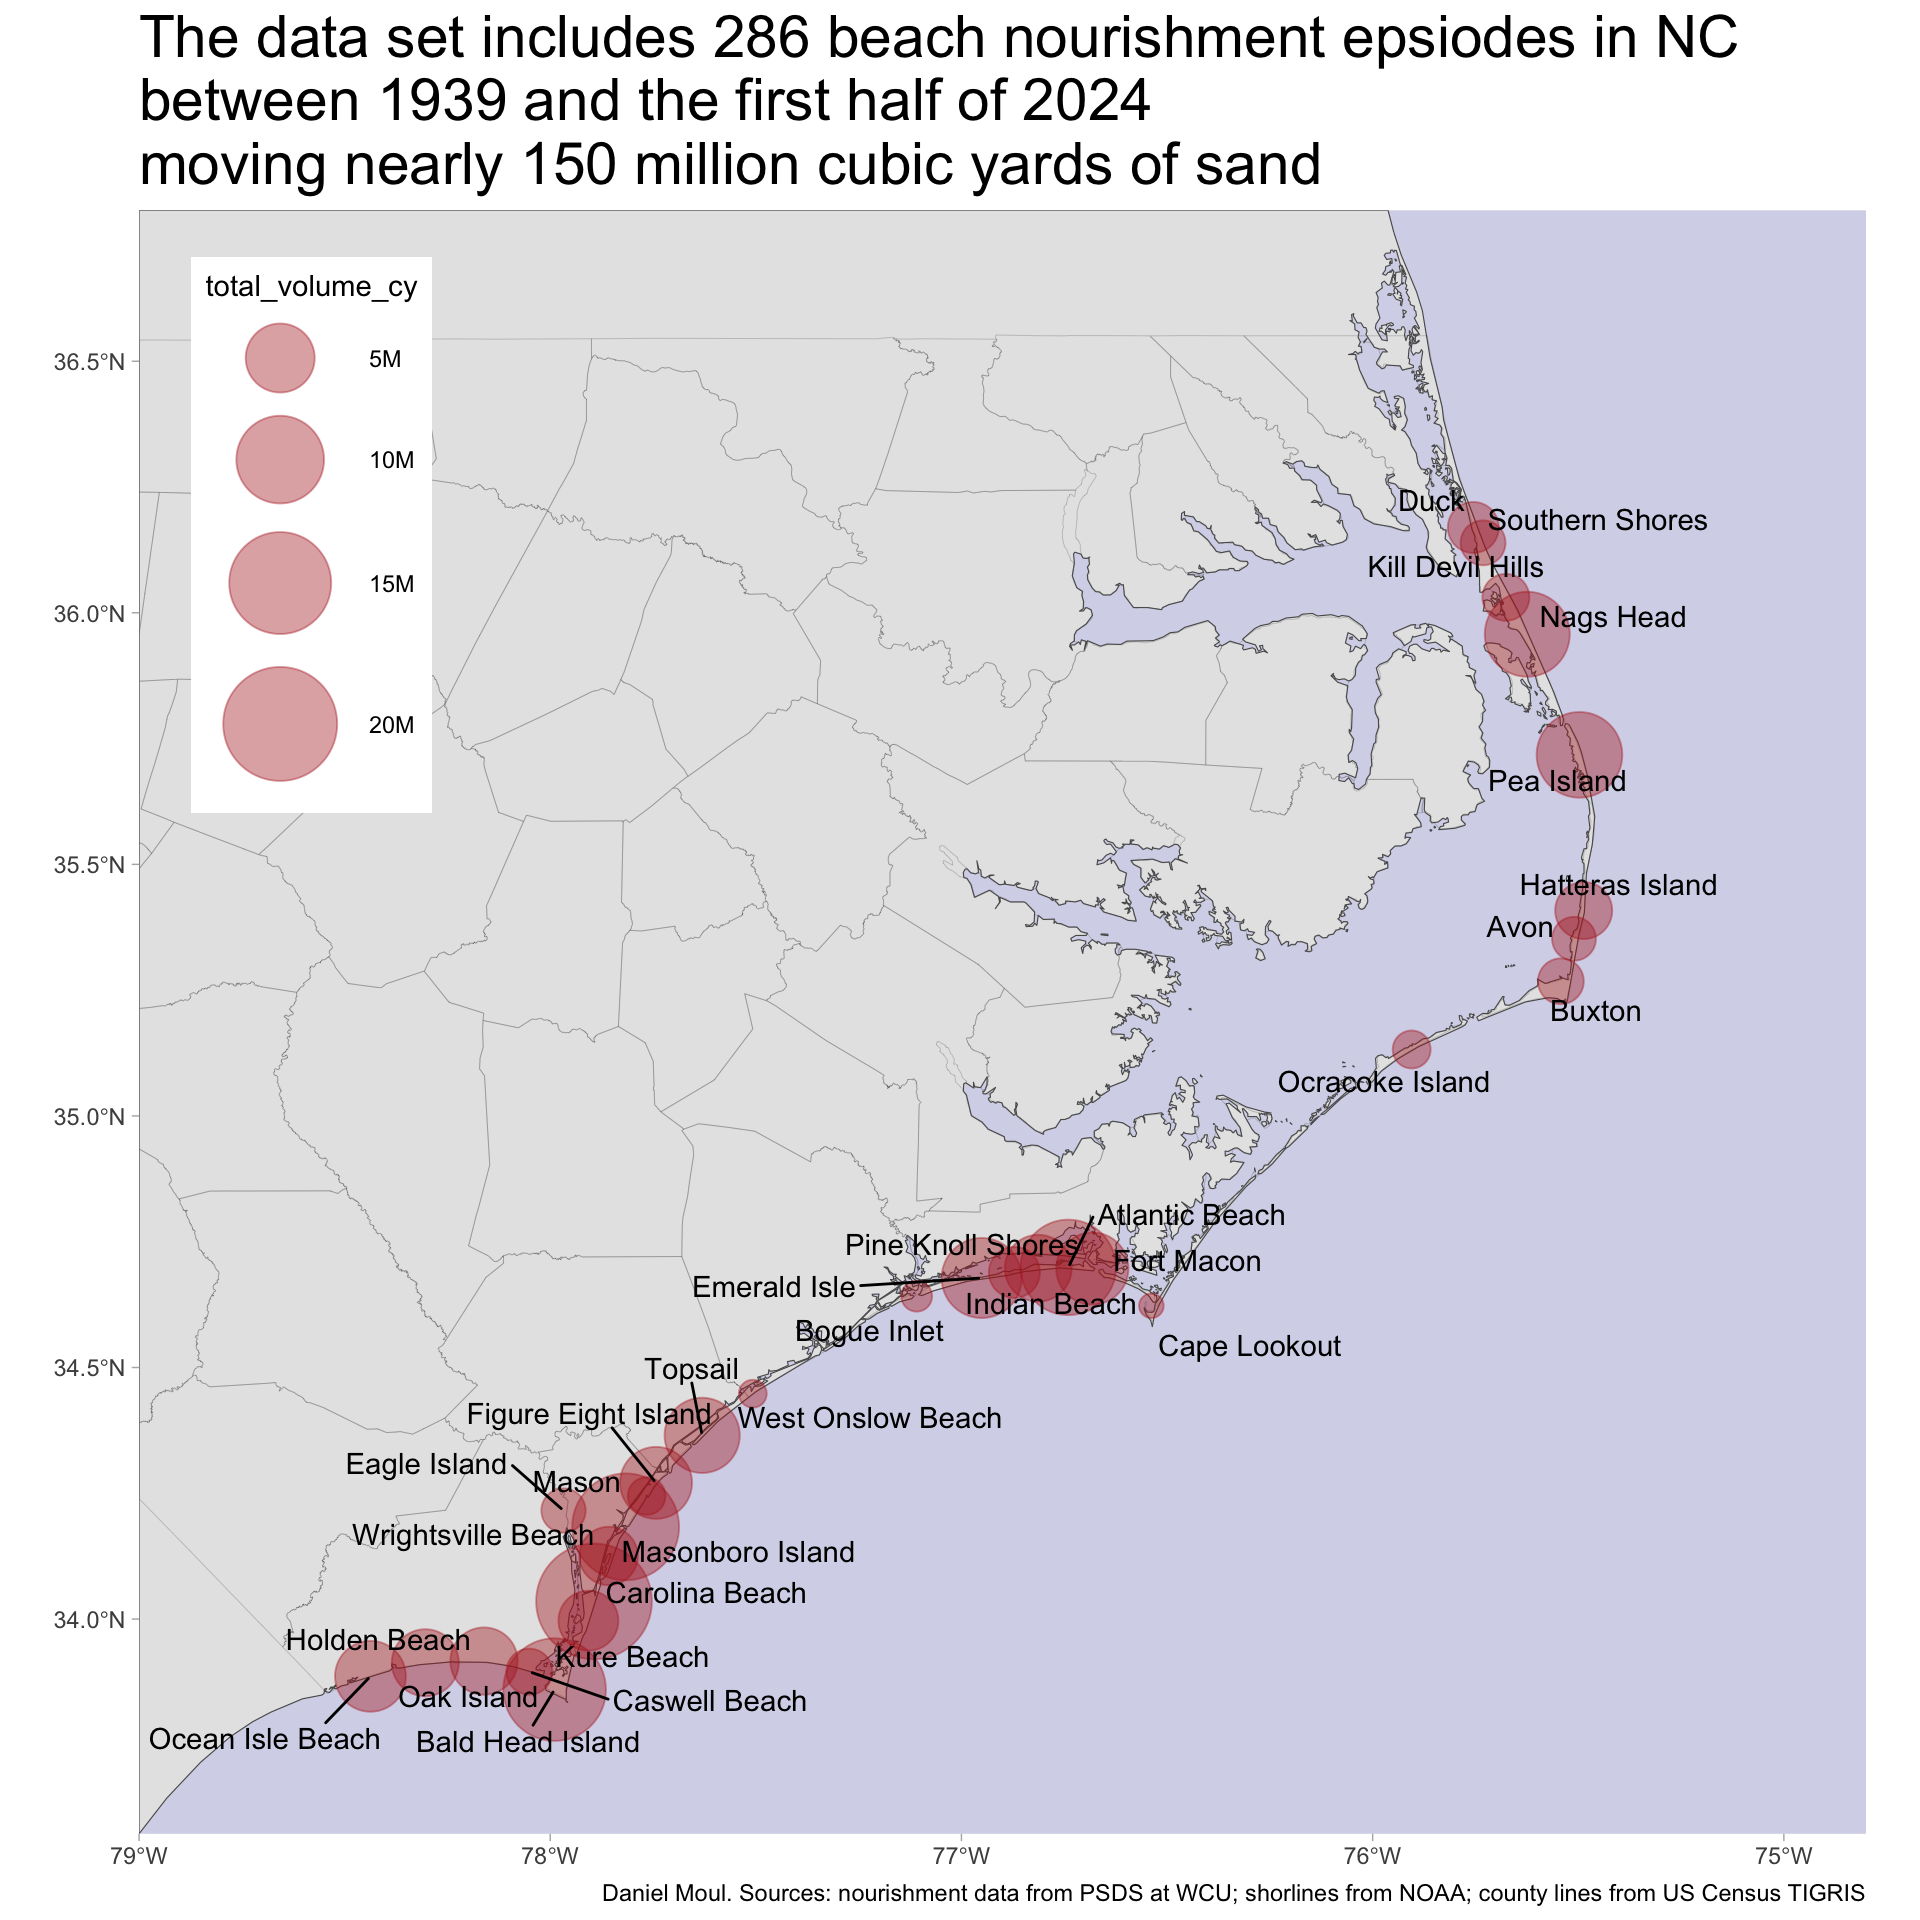 The data set includes 286 beach nourishment epsiodes in NC
between 1939 and the first half of 2024
moving nearly 150 million cubic yards of sand
total_volume_cy
5M
10M
15M
20M
36.5°N
36.0°N
35.5°N
35.0°N
34.5°N
34.0°N
Duck
Southern Shores
Kill Devil Hills
Nags Head
Pea Island
Hatteras Island
Avon
Buxton
Ocracoke Island
Atlantic Beach
Pine Knoll Shores
Fort Macon
Emerald Isle
Indian Beach
Bogue Inlet
Cape Lookout
Topsail
Figure Eight Island
West Onslow Beach
Eagle Island
Mason
Wrightsville Beach
Masonboro Island
Carolina Beach
Holden Beach
Kure Beach
Oak Island
Caswell Beach
Ocean Isle Beach
Bald Head Island
79°W
78°W
77°W
76°W
75°W
Daniel Moul. Sources: nourishment data from PSDS at WCU; shorlines from NOAA; county lines from US Census TIGRIS